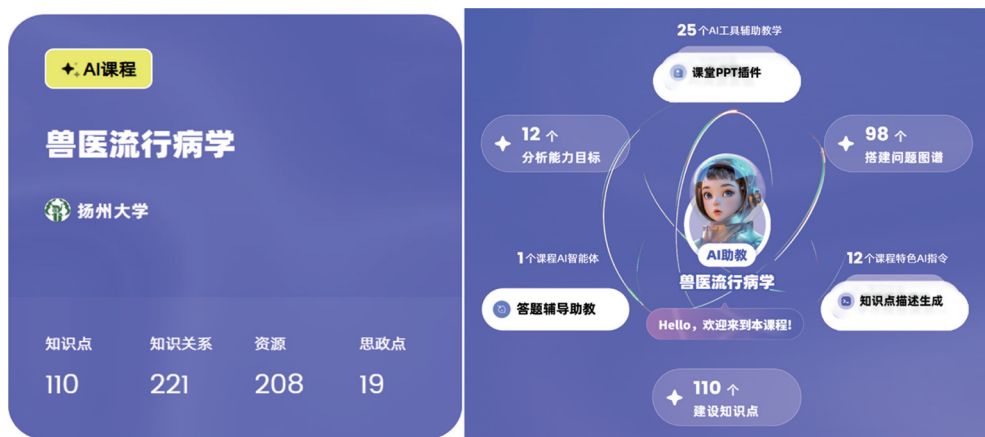 AI课程
兽医流行病学
扬州大学
知识点 知识关系 资源 思政点
110 221 208 19
25个AI工具辅助教学
课堂PPT插件
12 个
分析能力目标
98 个
搭建问题图谱
AI助教
兽医流行病学
1个课程AI智能体
答题辅导助教
12个课程特色AI指令
知识点描述生成
Hello，欢迎来到本课程!
110 个
建设知识点